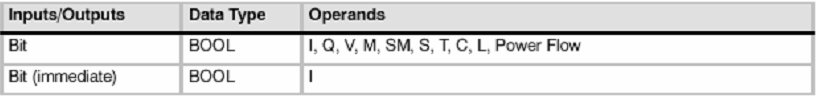 Inputs/Outputs Data Type Operands
Bit BOOL I, Q, V, M, SM, S, T, C, L, Power Flow
Bit (immediate) BOOL I